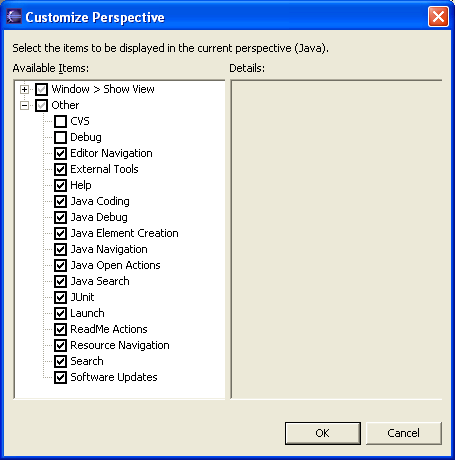 Customize Perspective
Select the items to be displayed in the current perspective (Java).
Available Items:
Details:
Window > Show View
Other
CVS
Debug
Editor Navigation
External Tools
Help
Java Coding
Java Debug
Java Element Creation
Java Navigation
Java Open Actions
Java Search
JUnit
Launch
ReadMe Actions
Resource Navigation
Search
Software Updates
OK
Cancel